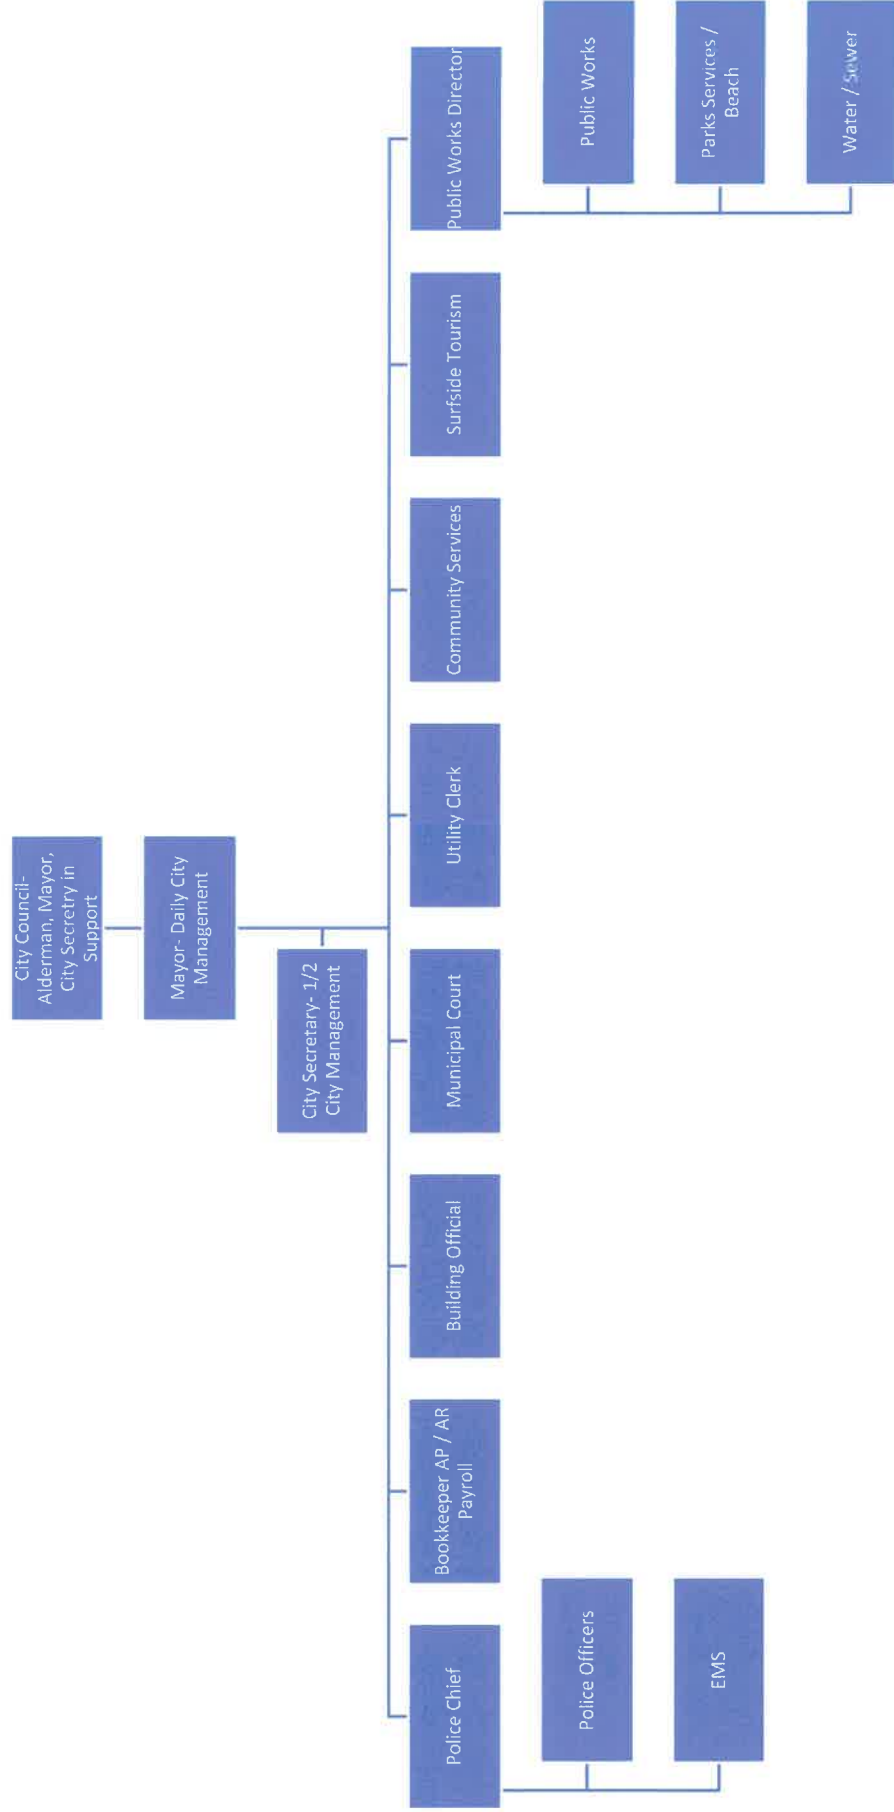 City Council-
Alderman, Mayor,
City Secretry in
Support
Mayor- Daily City
Management
City Secretary- 1/2
City Management
Police Chief
Police Officers
EMS
Bookkeeper AP / AR
Payroll
Building Official
Municipal Court
Utility Clerk
Community Services
Surfside Tourism
Public Works Director
Public Works
Parks Services /
Beach
Water / Sewer